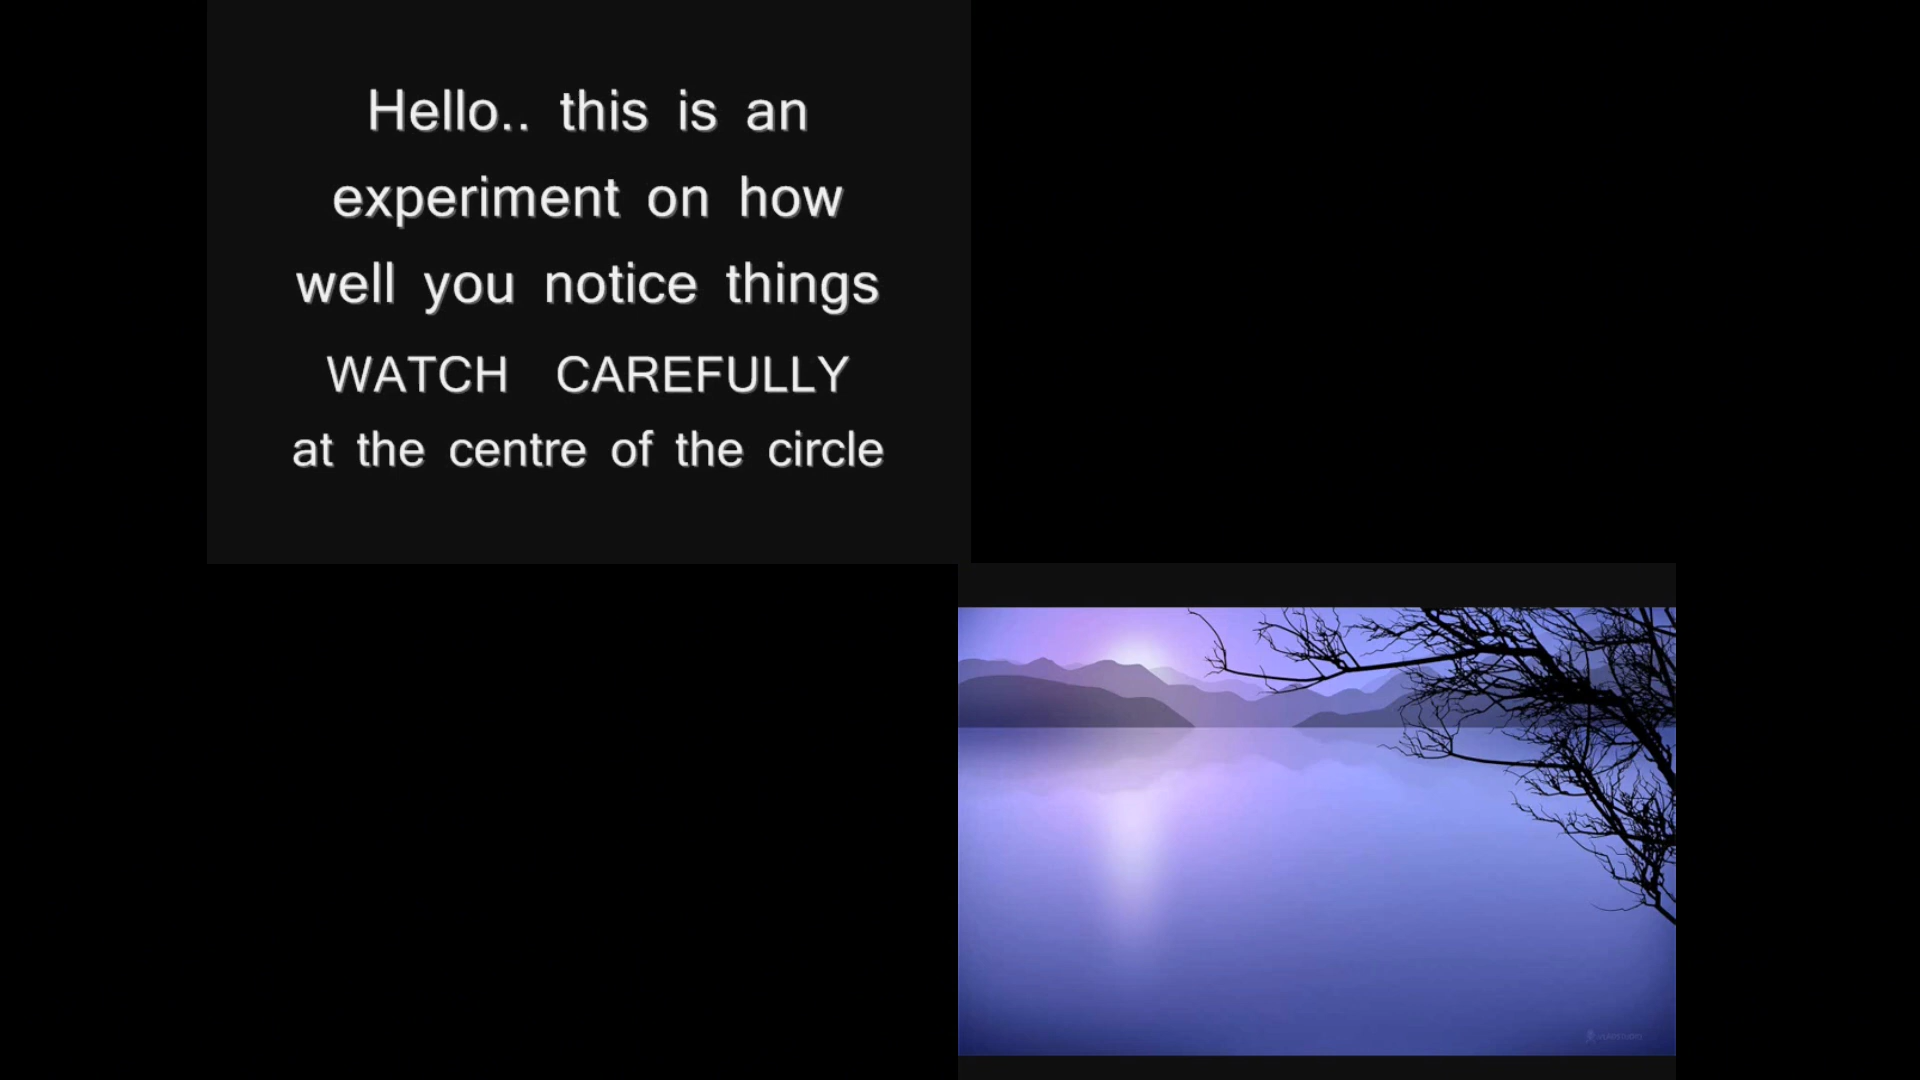 Hello.. this is an
experiment on how
well you notice things
WATCH CAREFULLY
at the centre of the circle